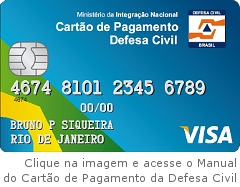 Ministério da Integração Nacional
Cartão de Pagamento
Defesa Civil
DEFESA CIVIL
BRASIL
4674 8101 2345 6789
4674
00/00
BRUNO P SIQUEIRA
RIO DE JANEIRO
VISA
Clique na imagem e acesse o Manual
do Cartão de Pagamento da Defesa Civil